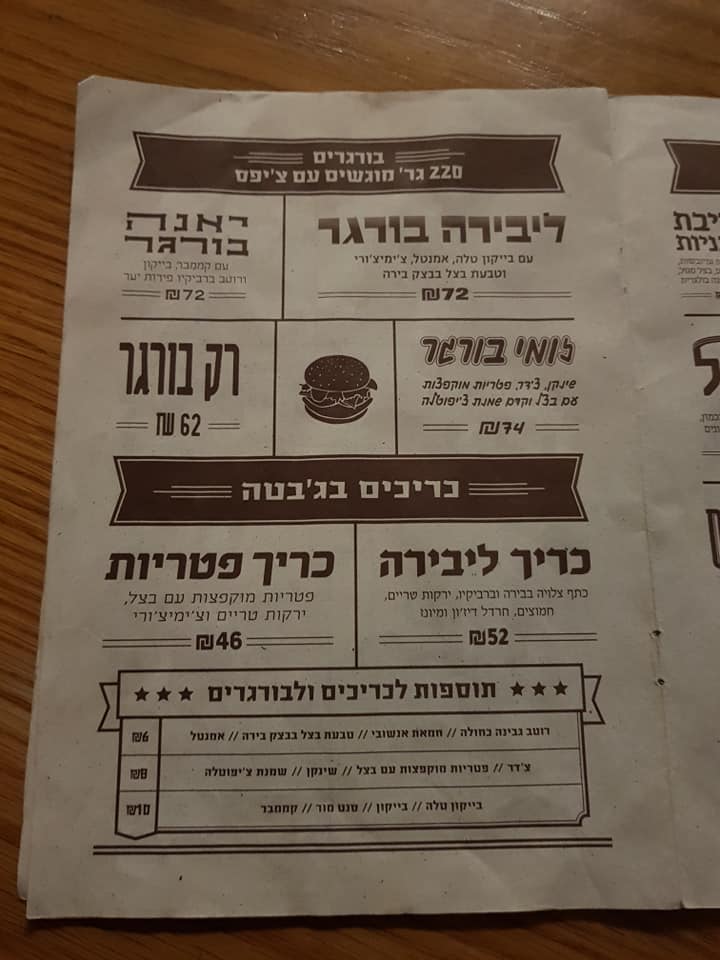 בורגרים
220 גר' מוגשים עם צ'יפס
ליבירה בורגר
עם בייקון טלה, אמנטל, צ'ימיצ'ורי
וטבעת בצל בבצק בירה
₪72
יאנה
בורגר
עם קממבר, בייקון
ורוטב ברביקיו פירות יער
₪72
נומי בורגר
שינקן, צ'דר, פטריות מוקפצות
עם בצל וקרם שמנת צ'יפוטלה
₪74
רק בורגר
62 שח
כריכים בג'בטה
כריך ליבירה
כתף צלויה בבירה וברביקיו, ירקות טריים,
חמוצים, חרדל דיז'ון ומיונז
₪52
כריך פטריות
פטריות מוקפצות עם בצל,
ירקות טריים וצ'ימיצ'ורי
₪46
תוספות לכריכים ולבורגרים
רוטב גבינה כחולה // חמאת אנשובי // טבעת בצל בבצק בירה // אמנטל
₪6
צ'דר // פטריות מוקפצות עם בצל // שינקן // שמנת צ'יפוטלה
₪8
בייקון טלה // בייקון // סנט מור // קממבר
₪10